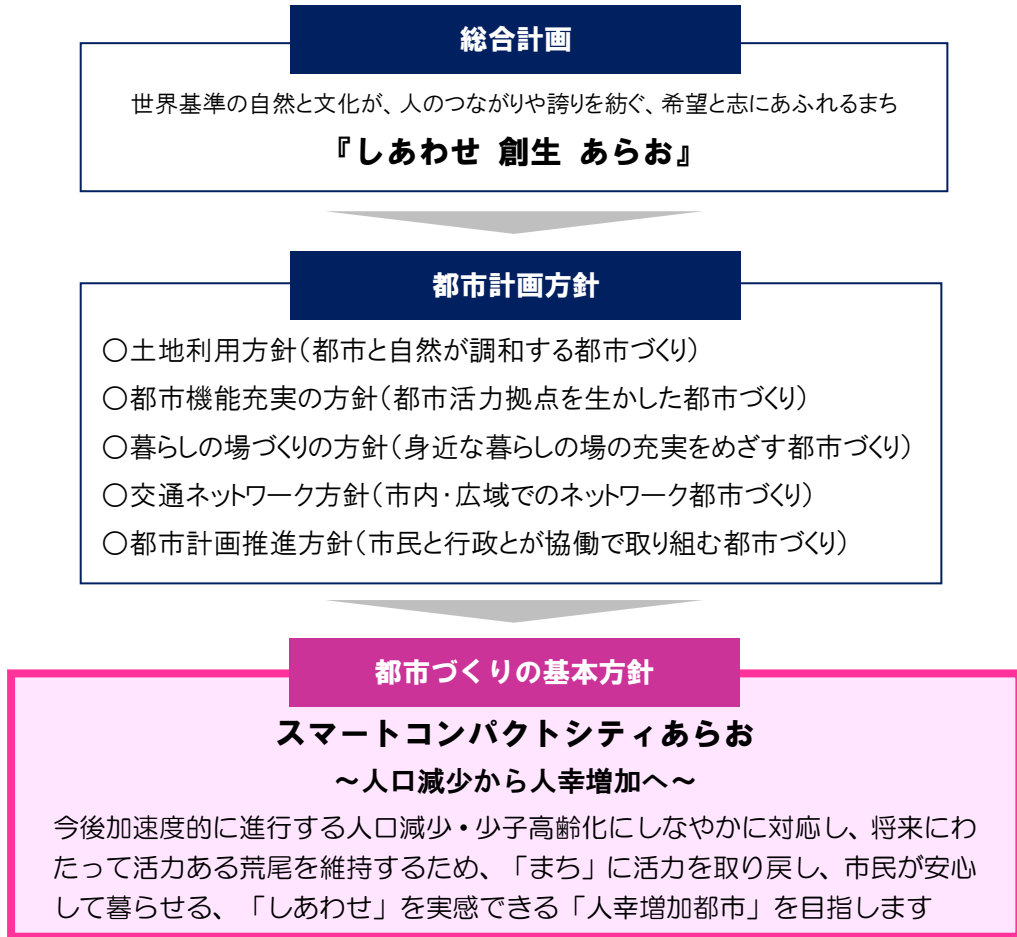 総合計画
世界基準の自然と文化が、人のつながりや誇りを紡ぐ、希望と志にあふれるまち
『しあわせ 創生 あらお』
都市計画方針
○土地利用方針(都市と自然が調和する都市づくり)
○都市機能充実の方針(都市活力拠点を生かした都市づくり)
○暮らしの場づくりの方針(身近な暮らしの場の充実をめざす都市づくり)
○交通ネットワーク方針(市内・広域でのネットワーク都市づくり)
○都市計画推進方針(市民と行政とが協働で取り組む都市づくり)
都市づくりの基本方針
スマートコンパクトシティあらお
~人口減少から人幸増加へ~
今後加速度的に進行する人口減少・少子高齢化にしなやかに対応し、将来にわ
たって活力ある荒尾を維持するため、「まち」に活力を取り戻し、市民が安心
して暮らせる、「しあわせ」を実感できる「人幸増加都市」を目指します